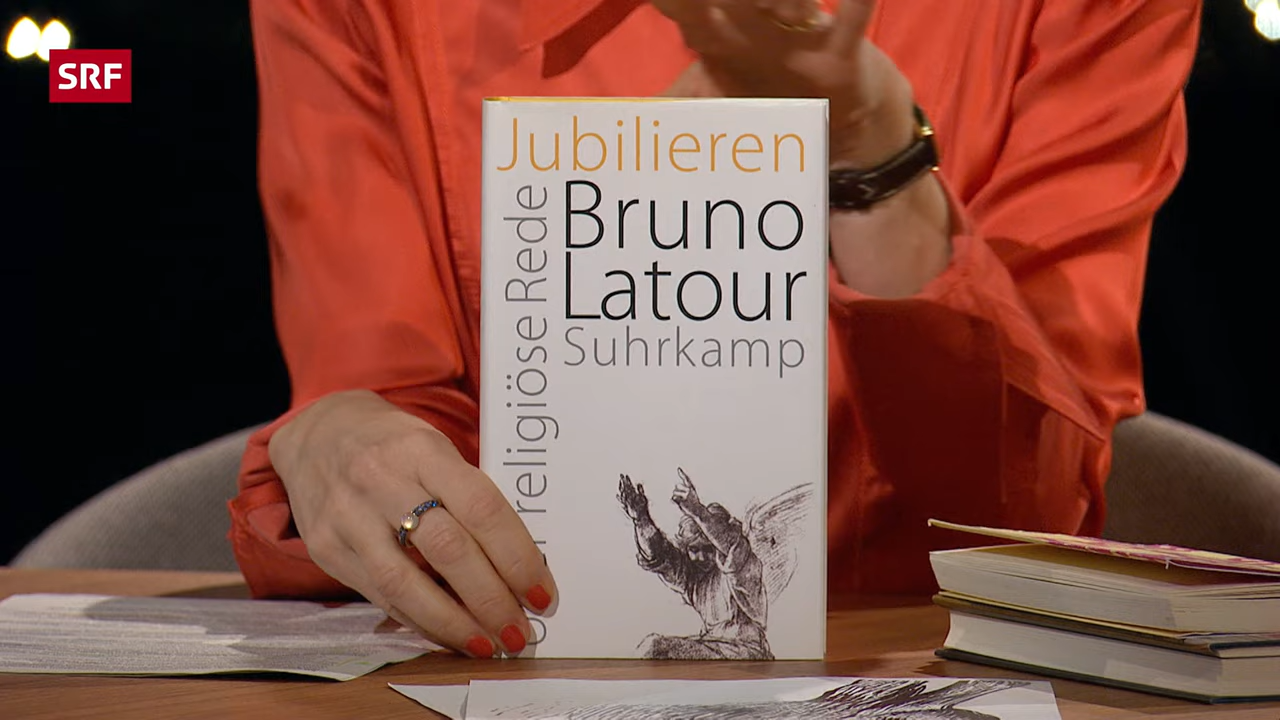 SRF
Jubilieren
Bruno
Latour
Suhrkamp
religiöse Rede